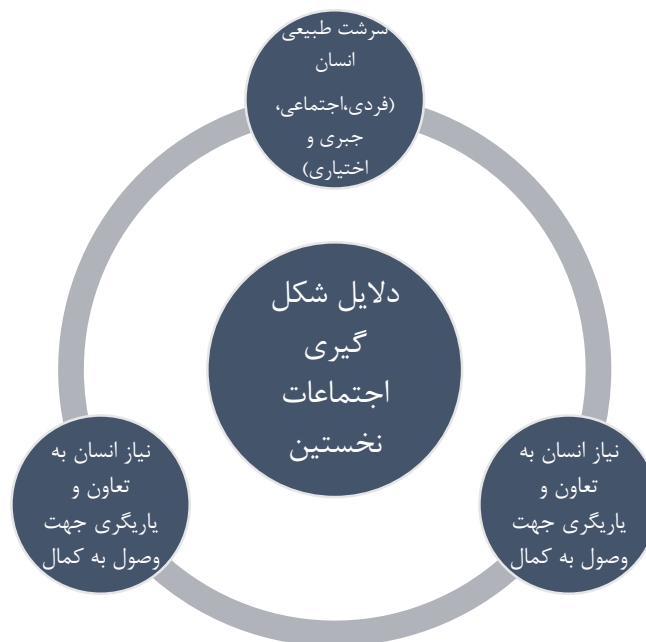 سرشت طبیعی
انسان
(فردی،اجتماعی،
جبری و
اختیاری)
دلایل شکل
گیری
اجتماعات
نخستین
نیاز انسان به
تعاون و
یاریگری جهت
وصول به کمال
نیاز انسان به
تعاون و
یاریگری جهت
وصول به کمال